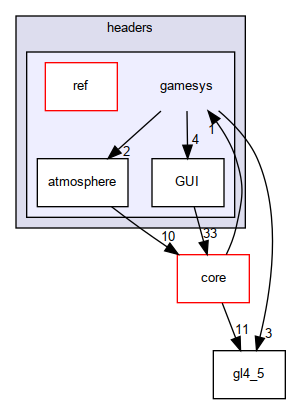 headers
ref
gamesys
1
2
4
atmosphere
GUI
10
33
core
11
3
gl4_5